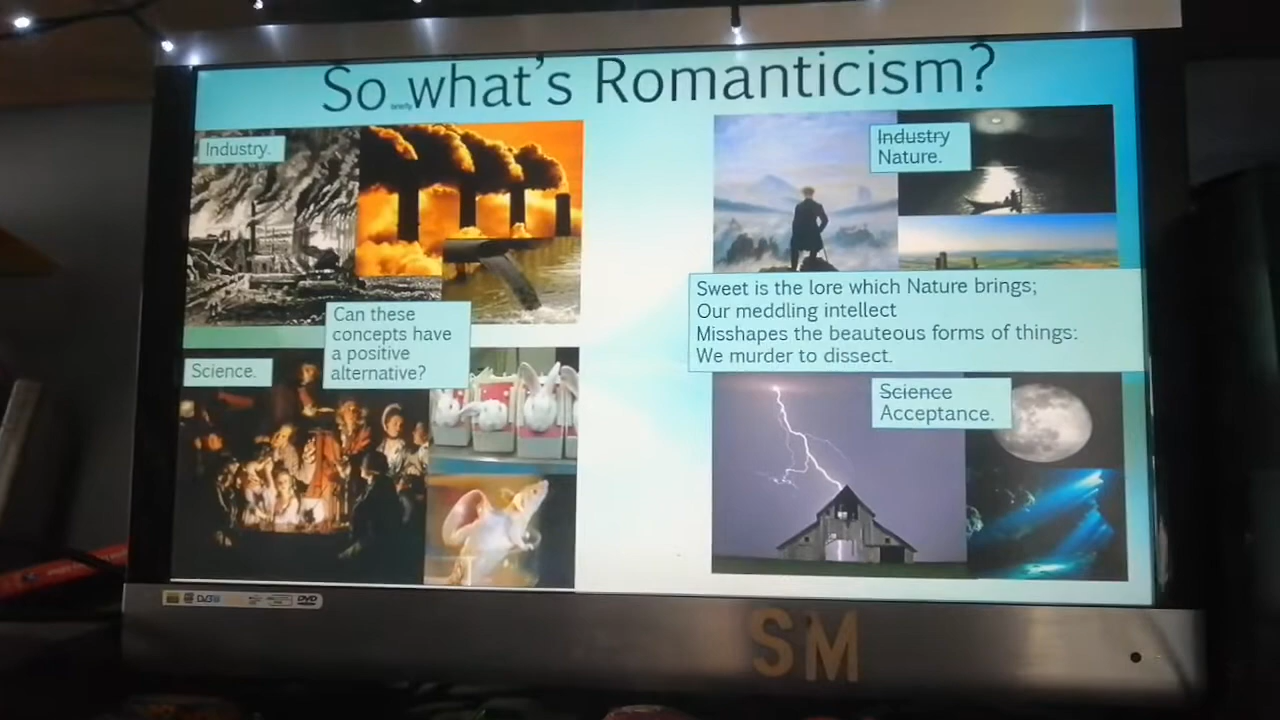 So what's Romanticism?
Industry.
Can these
concepts have
a positive
alternative?
Science.
Industry
Nature.
Sweet is the lore which Nature brings;
Our meddling intellect
Misshapes the beauteous forms of things:
We murder to dissect.
Science
Acceptance.
DVD
SM